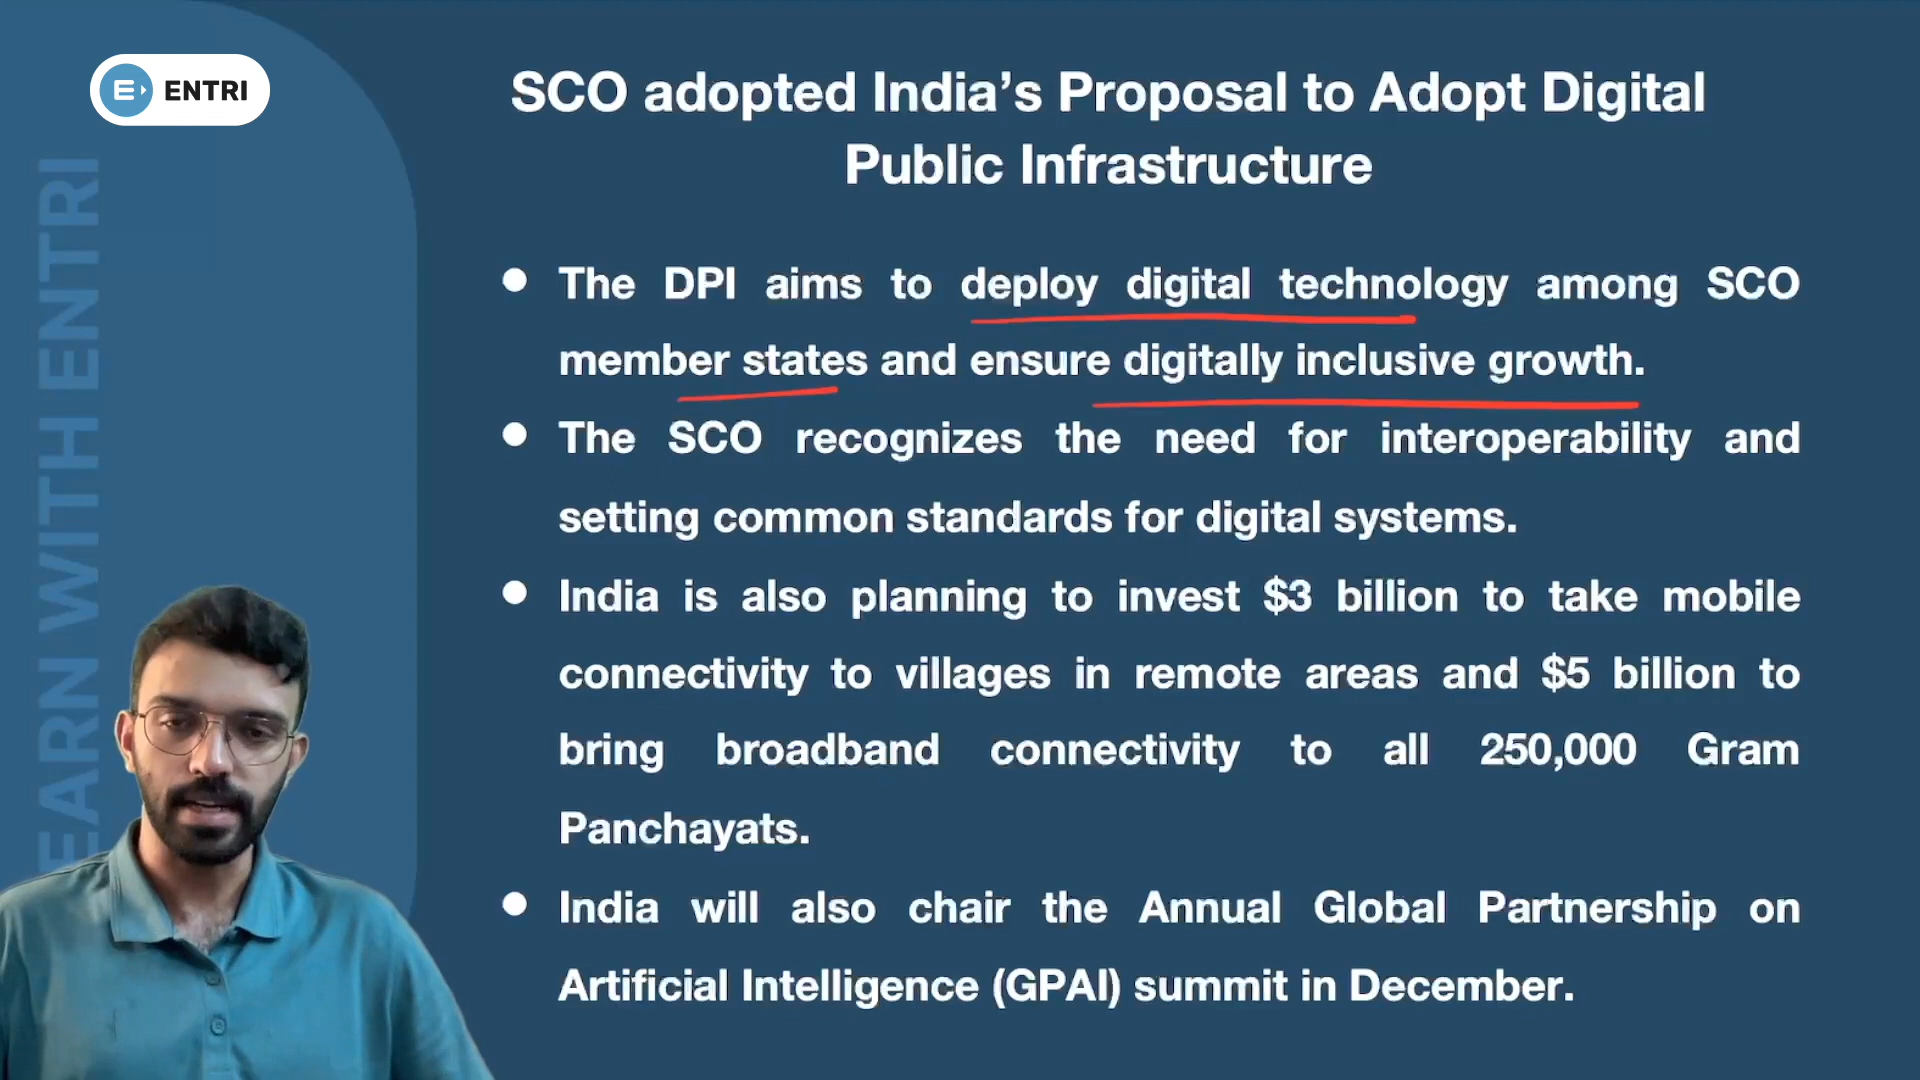 ENTRI
EARN WITH ENTRI
SCO adopted India’s Proposal to Adopt Digital
Public Infrastructure
● The DPI aims to deploy digital technology among SCO
member states and ensure digitally inclusive growth.
● The SCO recognizes the need for interoperability and
setting common standards for digital systems.
● India is also planning to invest $3 billion to take mobile
connectivity to villages in remote areas and $5 billion to
bring broadband connectivity to all 250,000 Gram
Panchayats.
● India will also chair the Annual Global Partnership on
Artificial Intelligence (GPAI) summit in December.